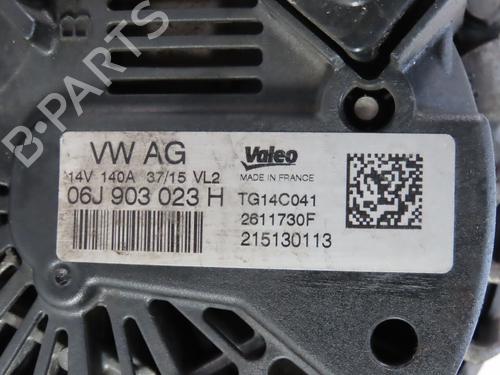 B
B-PARTS
VW AG
14V 140A 37/15 VL2
06J 903 023 H
Valeo
MADE IN FRANCE
TG14C041
2611730F
215130113